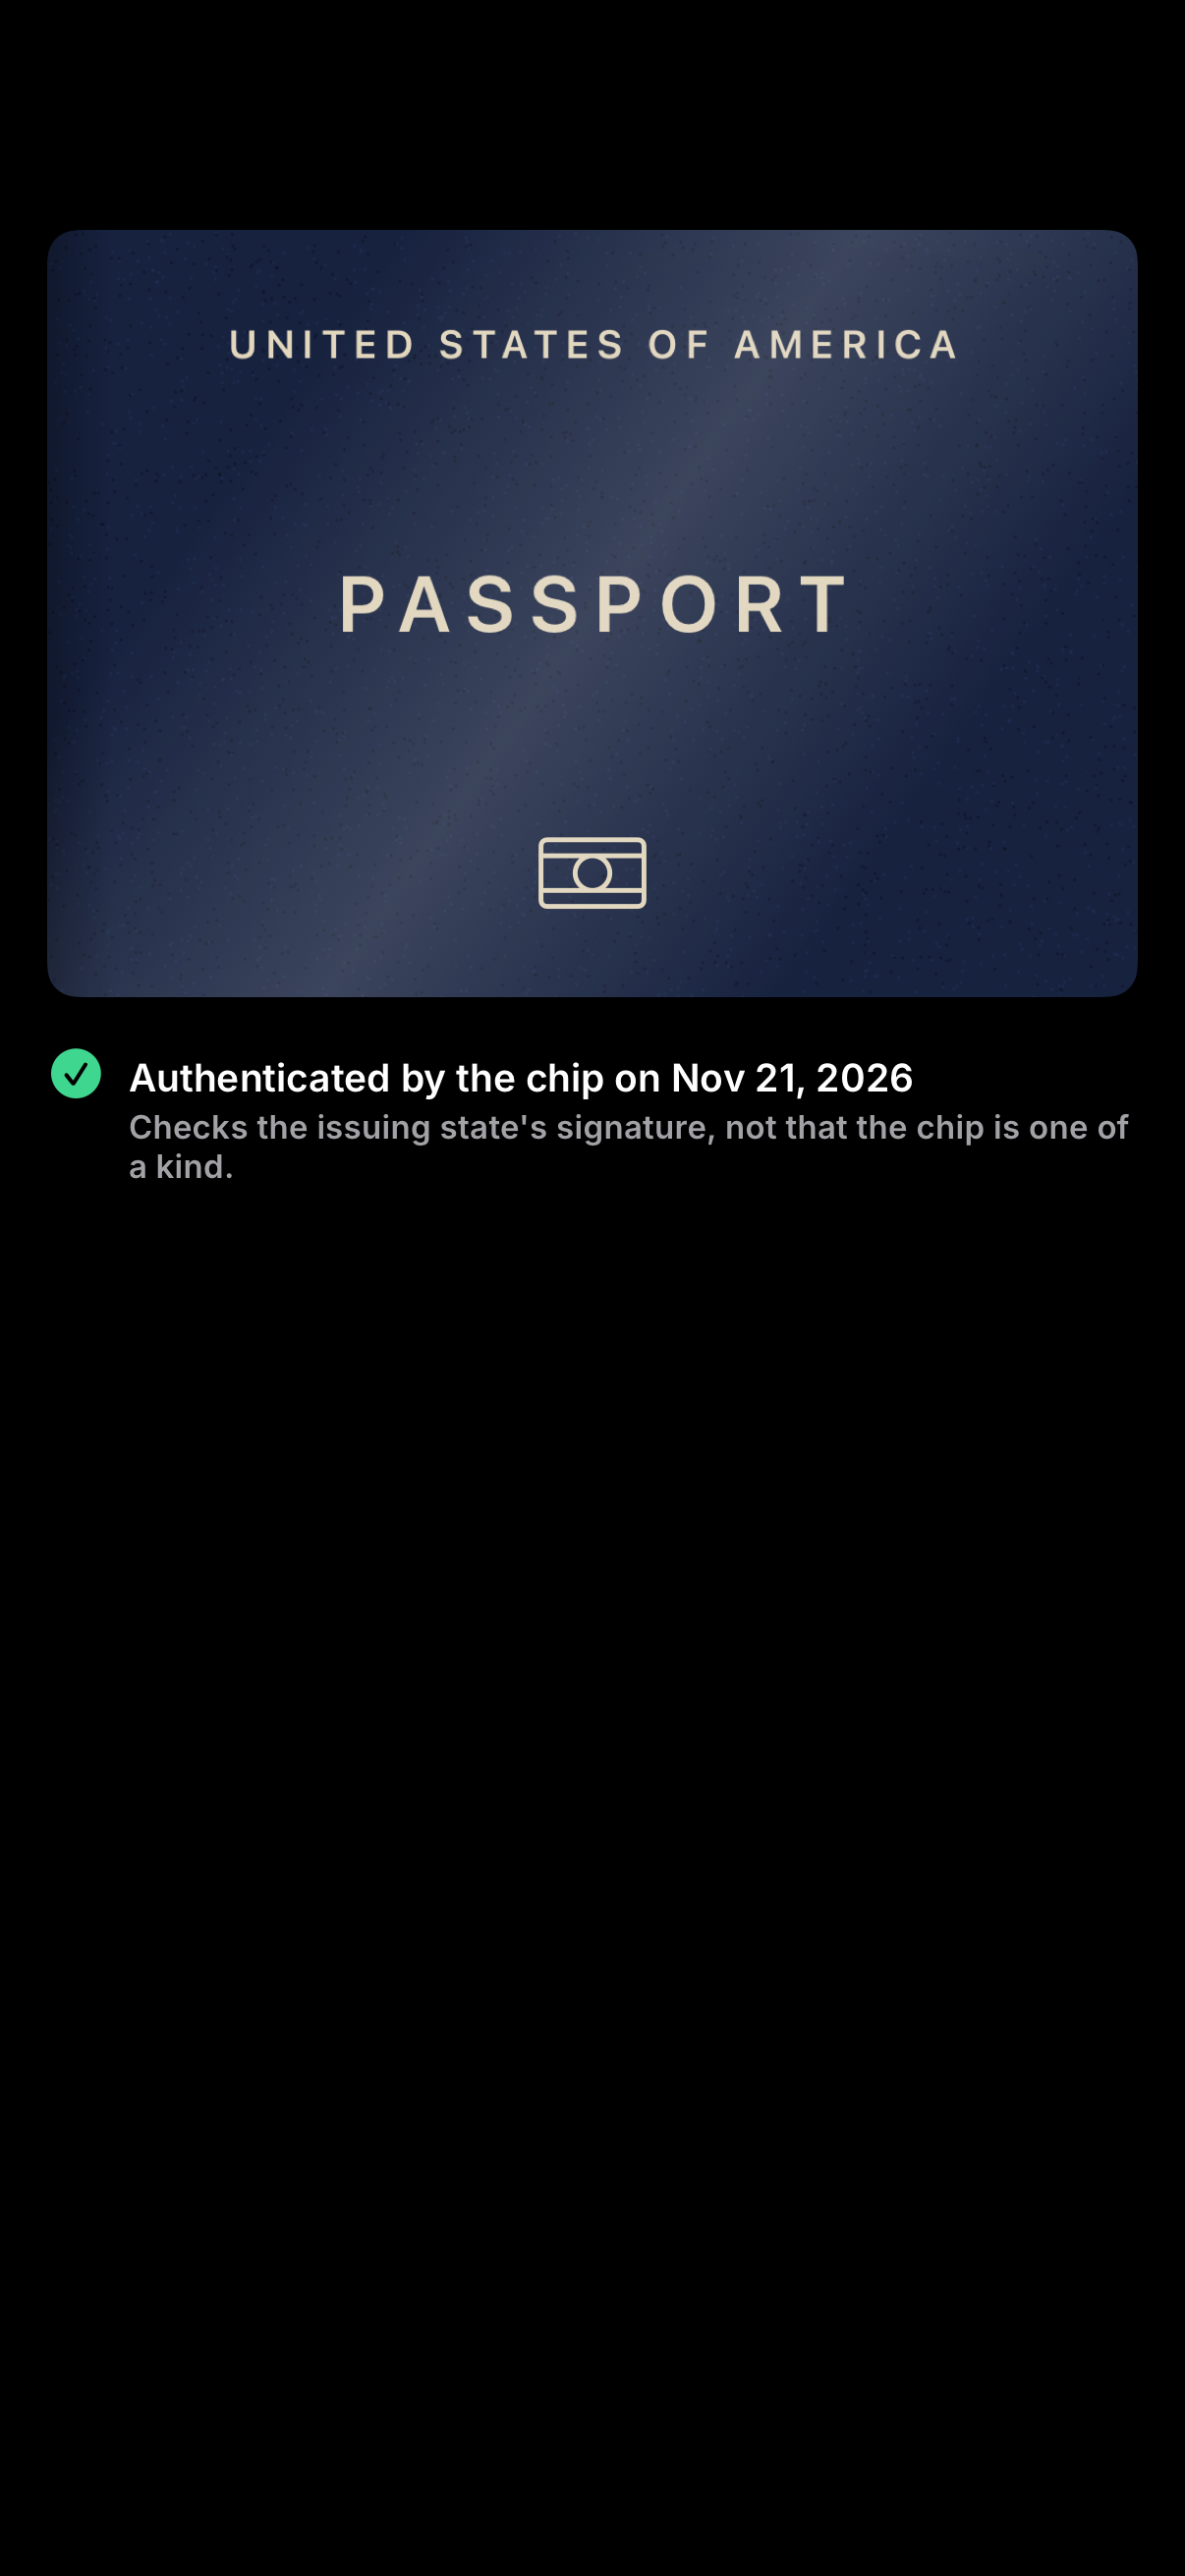 UNITED STATES OF AMERICA
PASSPORT
Authenticated by the chip on Nov 21, 2026
Checks the issuing state's signature, not that the chip is one of
a kind.